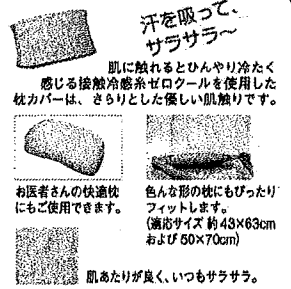 汗を吸って、
サラサラ〜
肌に触れるとひんやり冷たく
感じる接触冷感糸ゼロクールを使用した
枕カバーは、さらりとした優しい肌触りです。
お医者さんの快適枕
にもご使用できます。
色んな形の枕にもぴったり
フィットします。
(適応サイズ 約43×63cm
および50×70cm)
肌あたりが良く、いつもサラサラ。